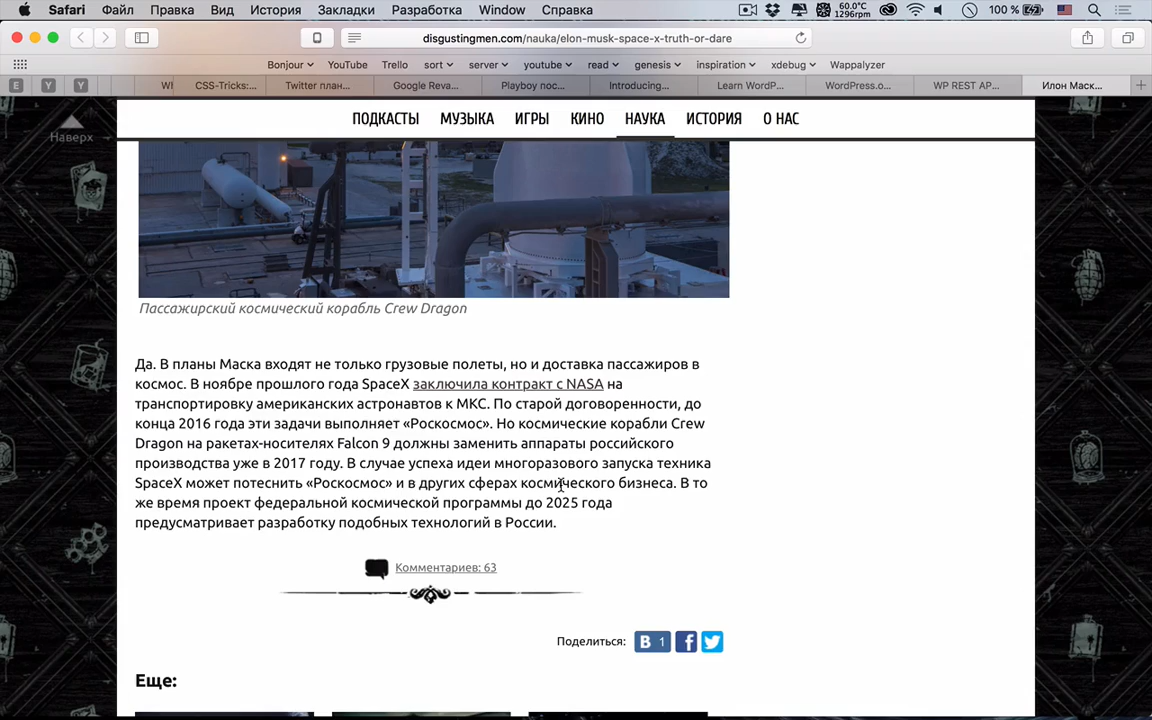 Safari Файл Правка Вид История Закладки Разработка Window Справка 60.0°C 1296rpm 100 %
disgustingmen.com/nauka/elon-musk-space-x-truth-or-dare
Bonjour YouTube Trello sort server youtube read genesis inspiration xdebug Wappalyzer
E Y Y WI CSS-Tricks:... Twitter план... Google Reva... Playboy пос... Introducing... Learn WordP... WordPress.o... WP REST AP... Илон Маск...
Наверх
ПОДКАСТЫ МУЗЫКА ИГРЫ КИНО НАУКА ИСТОРИЯ О НАС
Пассажирский космический корабль Crew Dragon
Да. В планы Маска входят не только грузовые полеты, но и доставка пассажиров в
космос. В ноябре прошлого года SpaceX заключила контракт с NASA на
транспортировку американских астронавтов к МКС. По старой договоренности, до
конца 2016 года эти задачи выполняет «Роскосмос». Но космические корабли Crew
Dragon на ракетах-носителях Falcon 9 должны заменить аппараты российского
производства уже в 2017 году. В случае успеха идеи многоразового запуска техника
SpaceX может потеснить «Роскосмос» и в других сферах космического бизнеса. В то
же время проект федеральной космической программы до 2025 года
предусматривает разработку подобных технологий в России.
Комментариев: 63
Поделиться: B 1 f
Еще: